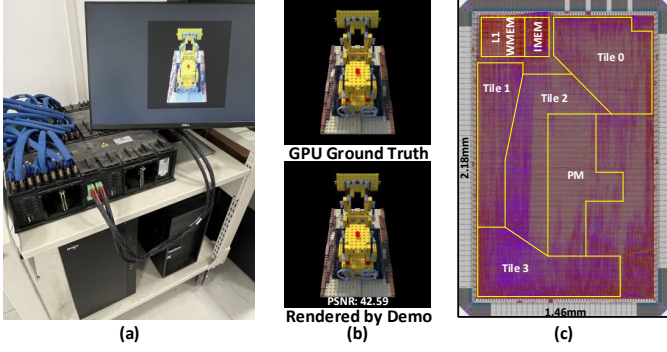 GPU Ground Truth
PSNR: 42.59
Rendered by Demo
L1
WMEM
IMEM
Tile 0
Tile 1
Tile 2
PM
Tile 3
2.18mm
1.46mm
(a)
(b)
(c)